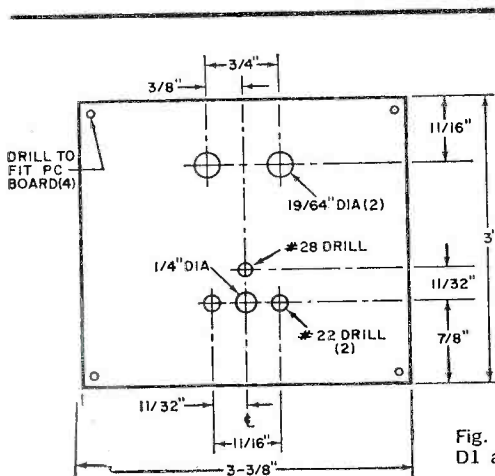 3/4"
3/8"
11/16"
DRILL TO
FIT PC
BOARD(4)
19/64" DIA(2)
3"
#28 DRILL
1/4" DIA
11/32"
#22 DRILL
(2)
7/8"
11/32"
℄
11/16"
3-3/8"
Fig.
D1 a